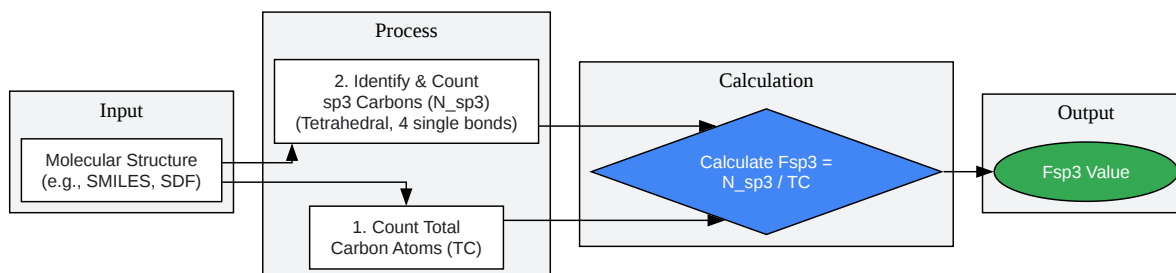 Input
Molecular Structure
(e.g., SMILES, SDF)
Process
2. Identify & Count
sp3 Carbons (N_sp3)
(Tetrahedral, 4 single bonds)
1. Count Total
Carbon Atoms (TC)
Calculation
Calculate Fsp3 =
N_sp3 / TC
Output
Fsp3 Value